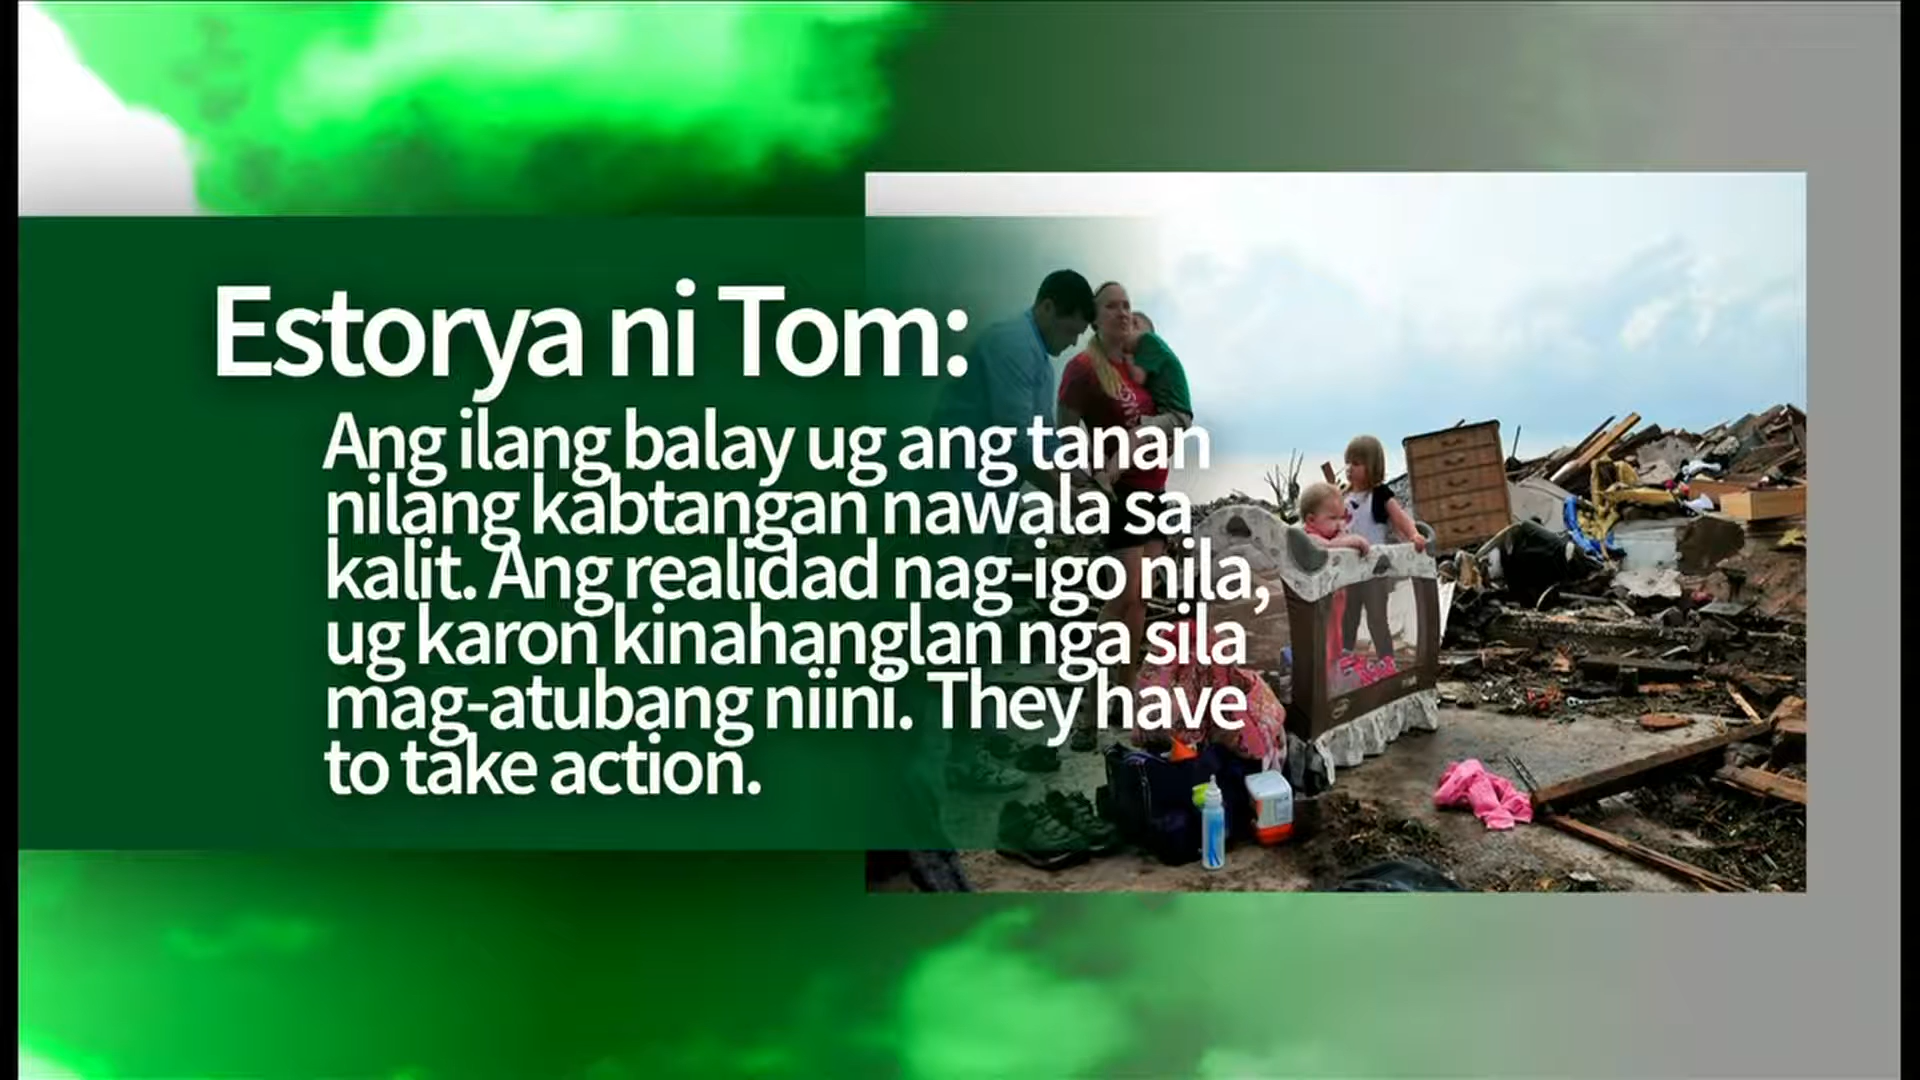 Estorya ni Tom:
Ang ilang balay ug ang tanan
nilang kabtangan nawala sa
kalit. Ang realidad nag-igo nila,
ug karon kinahanglan nga sila
mag-atubang niini. They have
to take action.